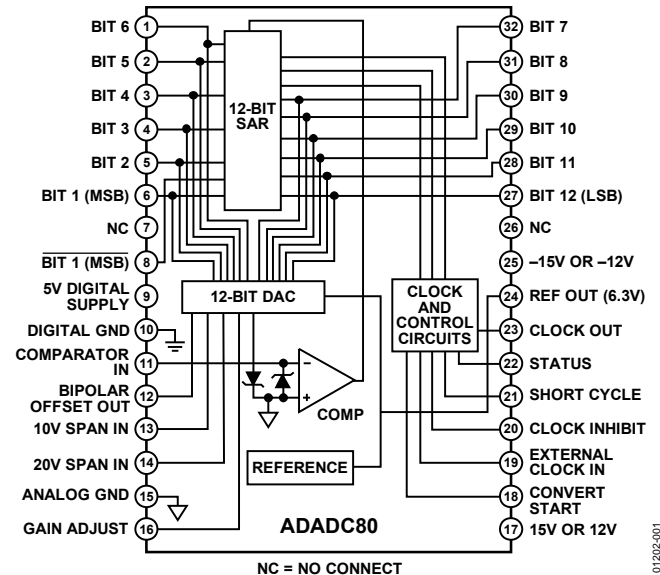 BIT 6 1
BIT 5 2
BIT 4 3
BIT 3 4
BIT 2 5
BIT 1 (MSB) 6
NC 7
BIT 1 (MSB) 8
5V DIGITAL
SUPPLY 9
DIGITAL GND 10
COMPARATOR
IN 11
BIPOLAR
OFFSET OUT 12
10V SPAN IN 13
20V SPAN IN 14
ANALOG GND 15
GAIN ADJUST 16
12-BIT
SAR
12-BIT DAC
CLOCK
AND
CONTROL
CIRCUITS
–
+
COMP
REFERENCE
ADADC80
32 BIT 7
31 BIT 8
30 BIT 9
29 BIT 10
28 BIT 11
27 BIT 12 (LSB)
26 NC
25 –15V OR –12V
24 REF OUT (6.3V)
23 CLOCK OUT
22 STATUS
21 SHORT CYCLE
20 CLOCK INHIBIT
19 EXTERNAL
CLOCK IN
18 CONVERT
START
17 15V OR 12V
NC = NO CONNECT
01202-001